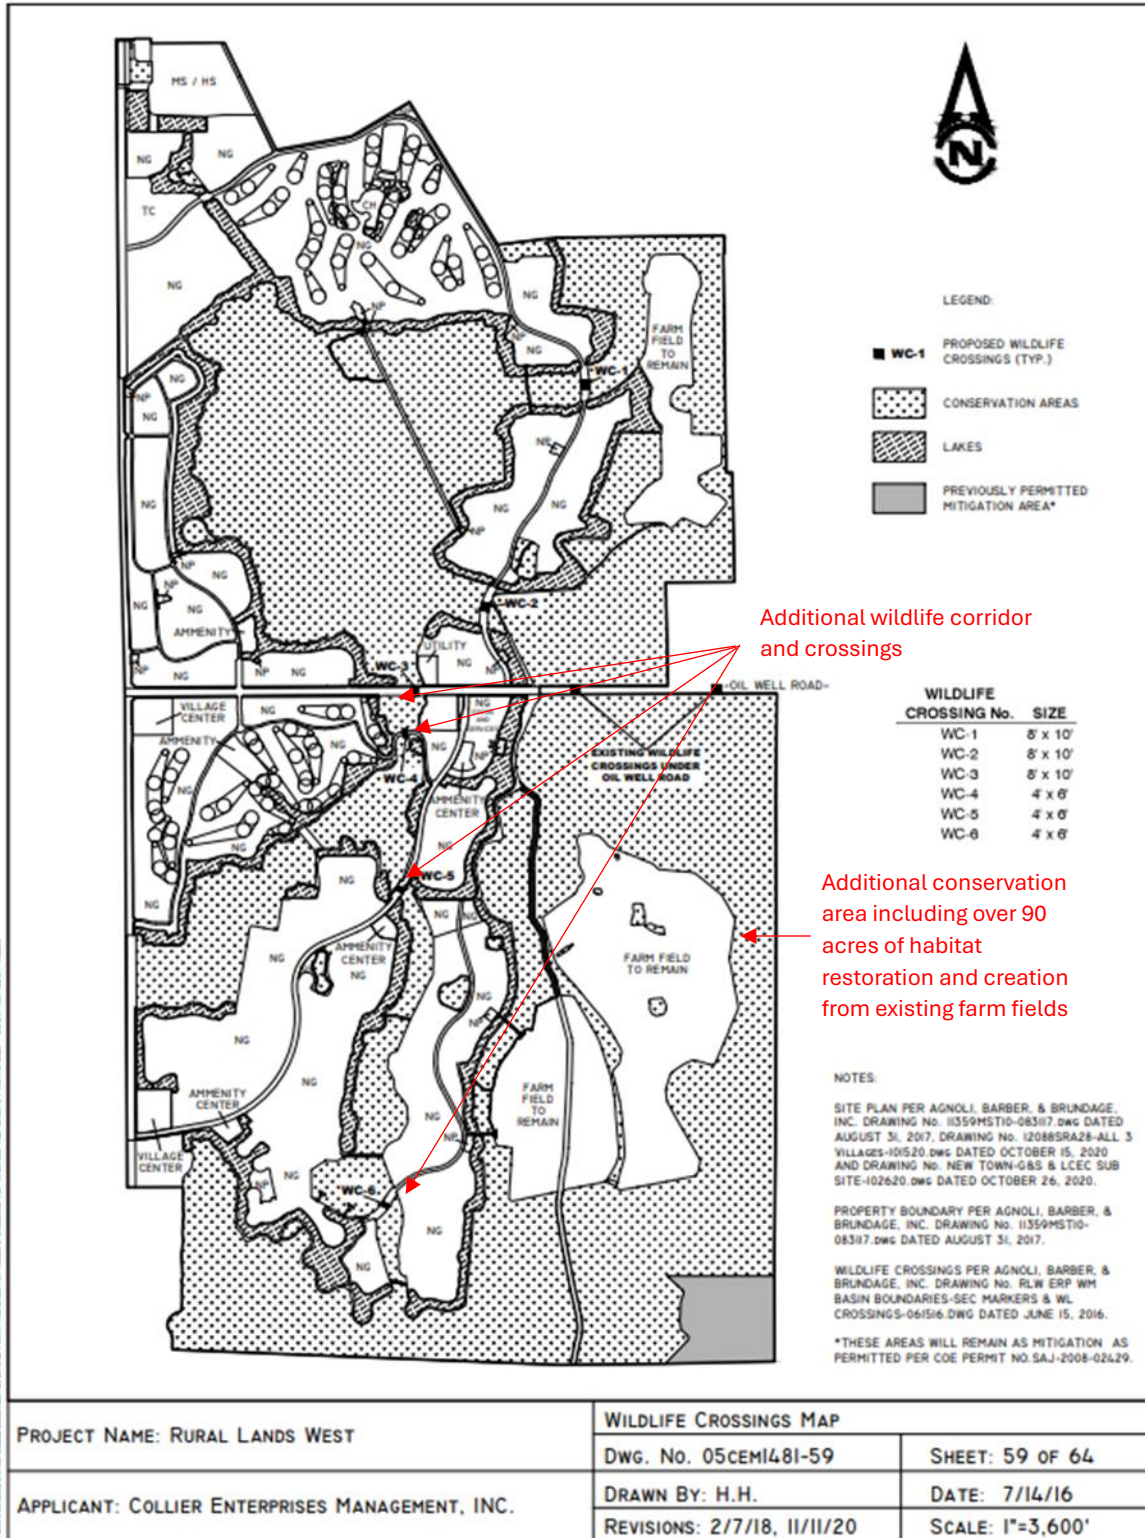 MS / HS
NG
NG
TC
CH
NG
NG
NG
NP
FARM
FIELD
TO
REMAIN
NP
NG
WC-1
NG
NP
NG
NP
NG
NG
NG
NP
NP
NG
NP
NG
NG
AMMENITY
WC-2
UTILITY
WC-3
NG
NP
NP
NG
NP
NG
-OIL WELL ROAD-
VILLAGE
CENTER
NG
NG
AMMENITY
NG
NG
NG
NP
WC-4
EXISTING WILDLIFE
CROSSINGS UNDER
OIL WELL ROAD
NG
AMMENITY
CENTER
NG
NG
WC-5
NG
NG
NG
NG
AMMENITY
CENTER
NG
NG
FARM FIELD
TO REMAIN
NG
NP
NG
NG
AMMENITY
CENTER
FARM
FIELD
TO
REMAIN
NG
NP
VILLAGE
CENTER
NG
NP
WC-6
NG
NG
N
LEGEND:
WC-1
PROPOSED WILDLIFE
CROSSINGS (TYP.)
CONSERVATION AREAS
LAKES
PREVIOUSLY PERMITTED
MITIGATION AREA*
Additional wildlife corridor
and crossings
WILDLIFE
CROSSING No. SIZE
WC-1 8' x 10'
WC-2 8' x 10'
WC-3 8' x 10'
WC-4 4' x 6'
WC-5 4' x 6'
WC-6 4' x 6'
Additional conservation
area including over 90
acres of habitat
restoration and creation
from existing farm fields
NOTES:
SITE PLAN PER AGNOLI, BARBER, & BRUNDAGE,
INC. DRAWING No. 11359MST10-083117.DWG DATED
AUGUST 31, 2017, DRAWING No. 12088SRA28-ALL 3
VILLAGES-101520.DWG DATED OCTOBER 15, 2020
AND DRAWING No. NEW TOWN-G&S & LCEC SUB
SITE-102620.DWG DATED OCTOBER 26, 2020.
PROPERTY BOUNDARY PER AGNOLI, BARBER, &
BRUNDAGE, INC. DRAWING No. 11359MST10-
083117.DWG DATED AUGUST 31, 2017.
WILDLIFE CROSSINGS PER AGNOLI, BARBER, &
BRUNDAGE, INC. DRAWING No. RLW ERP WM
BASIN BOUNDARIES-SEC MARKERS & WL
CROSSINGS-061516.DWG DATED JUNE 15, 2016.
*THESE AREAS WILL REMAIN AS MITIGATION AS
PERMITTED PER COE PERMIT NO. SAJ-2008-02429.
PROJECT NAME: RURAL LANDS WEST
APPLICANT: COLLIER ENTERPRISES MANAGEMENT, INC.
WILDLIFE CROSSINGS MAP
DWG. No. 05CEM1481-59
SHEET: 59 OF 64
DRAWN BY: H.H.
DATE: 7/14/16
REVISIONS: 2/7/18, 11/11/20
SCALE: 1"=3,600'